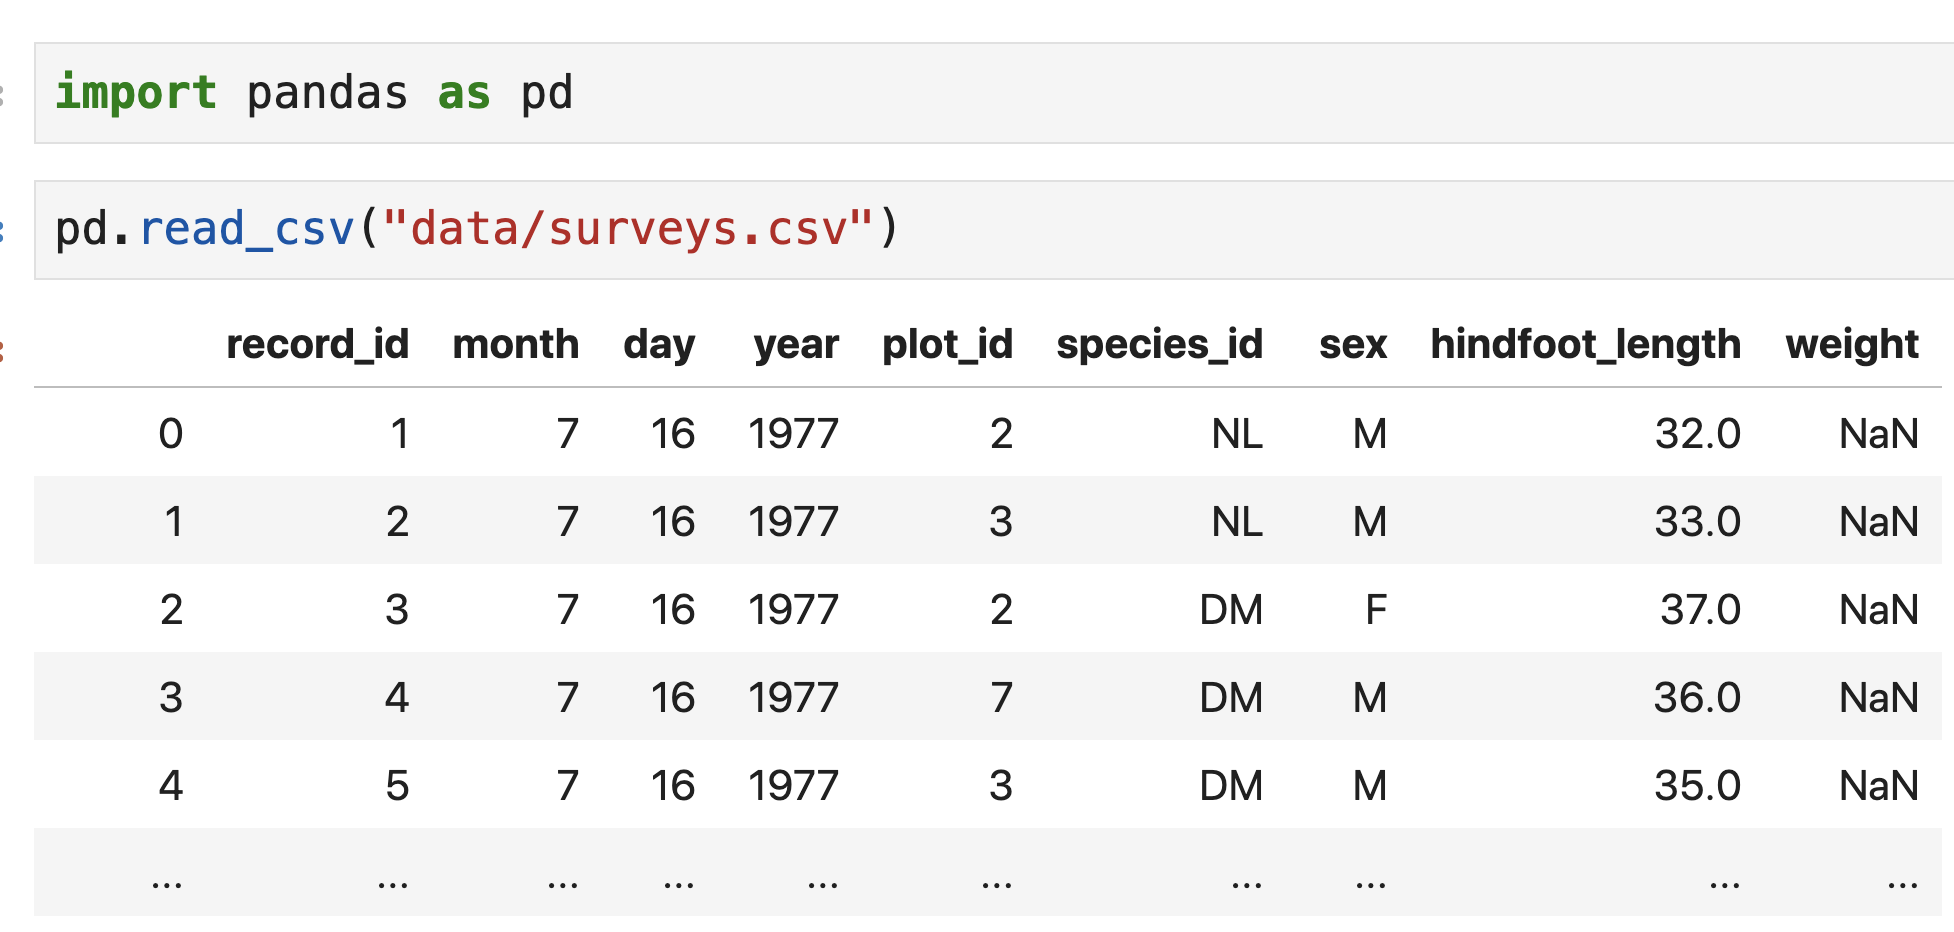 import pandas as pd
pd.read_csv("data/surveys.csv")
record_id month day year plot_id species_id sex hindfoot_length weight
0 1 7 16 1977 2 NL M 32.0 NaN
1 2 7 16 1977 3 NL M 33.0 NaN
2 3 7 16 1977 2 DM F 37.0 NaN
3 4 7 16 1977 7 DM M 36.0 NaN
4 5 7 16 1977 3 DM M 35.0 NaN
... ... ... ... ... ... ... ... ... ...